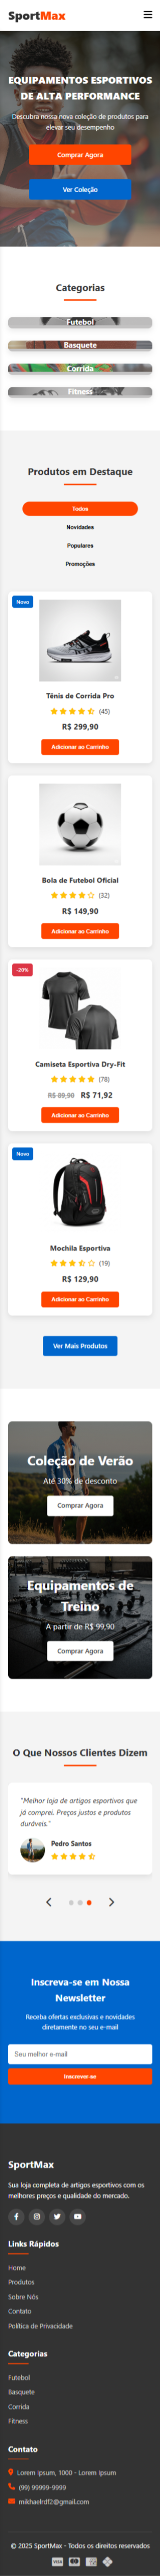 SportMax
EQUIPAMENTOS ESPORTIVOS
DE ALTA PERFORMANCE
Descubra nossa nova coleção de produtos para
elevar seu desempenho
Comprar Agora
Ver Coleção
Categorias
Futebol
Basquete
Corrida
Fitness
Produtos em Destaque
Todos
Novidades
Populares
Promoções
Novo
Tênis de Corrida Pro
(45)
R$ 299,90
Adicionar ao Carrinho
Bola de Futebol Oficial
(32)
R$ 149,90
Adicionar ao Carrinho
-20%
Camiseta Esportiva Dry-Fit
(78)
R$ 89,90 R$ 71,92
Adicionar ao Carrinho
Novo
Mochila Esportiva
(19)
R$ 129,90
Adicionar ao Carrinho
Ver Mais Produtos
Coleção de Verão
Até 30% de desconto
Comprar Agora
Equipamentos de
Treino
A partir de R$ 99,90
Comprar Agora
O Que Nossos Clientes Dizem
"Melhor loja de artigos esportivos que
já comprei. Preços justos e produtos
duráveis."
Pedro Santos
Inscreva-se em Nossa
Newsletter
Receba ofertas exclusivas e novidades
diretamente no seu e-mail
Seu melhor e-mail
Inscrever-se
SportMax
Sua loja completa de artigos esportivos com os
melhores preços e qualidade do mercado.
Links Rápidos
Home
Produtos
Sobre Nós
Contato
Política de Privacidade
Categorias
Futebol
Basquete
Corrida
Fitness
Contato
Lorem Ipsum, 1000 - Lorem Ipsum
(99) 99999-9999
mikhaelrdf2@gmail.com
© 2025 SportMax - Todos os direitos reservados
VISA